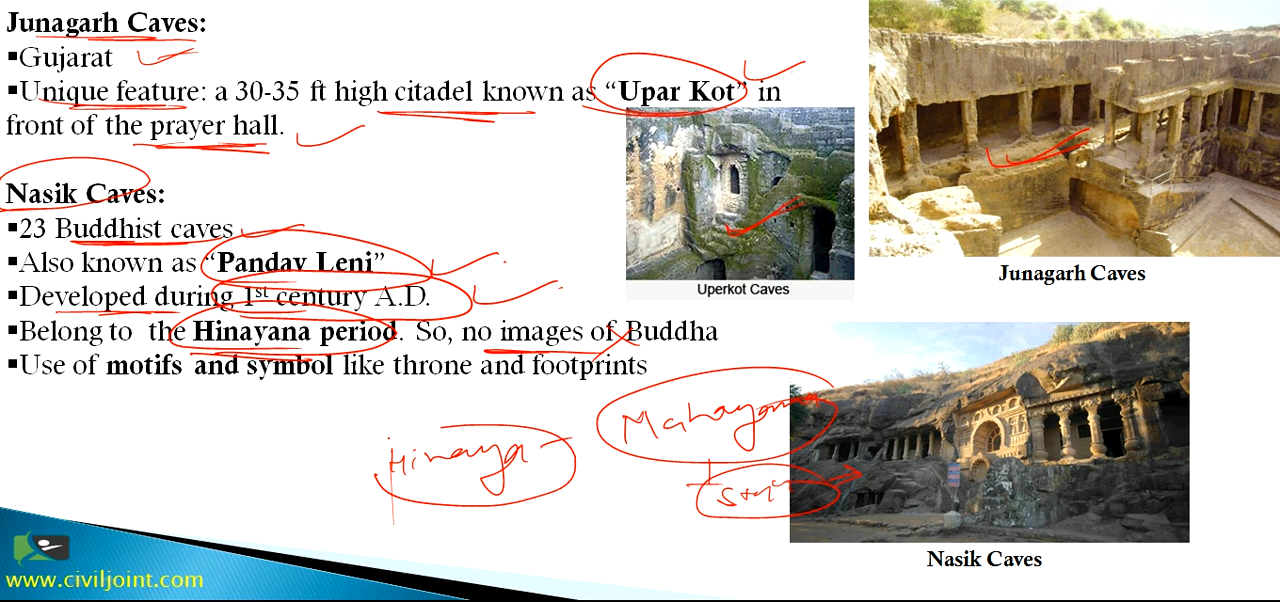 Junagarh Caves:
▪Gujarat
▪Unique feature: a 30-35 ft high citadel known as “Upar Kot” in
front of the prayer hall.
Nasik Caves:
▪23 Buddhist caves
▪Also known as “Pandav Leni”
▪Developed during 1st century A.D.
▪Belong to the Hinayana period. So, no images of Buddha
▪Use of motifs and symbol like throne and footprints
Uperkot Caves
Junagarh Caves
Hinaya
Mahayana
Nasik Caves
www.civiljoint.com